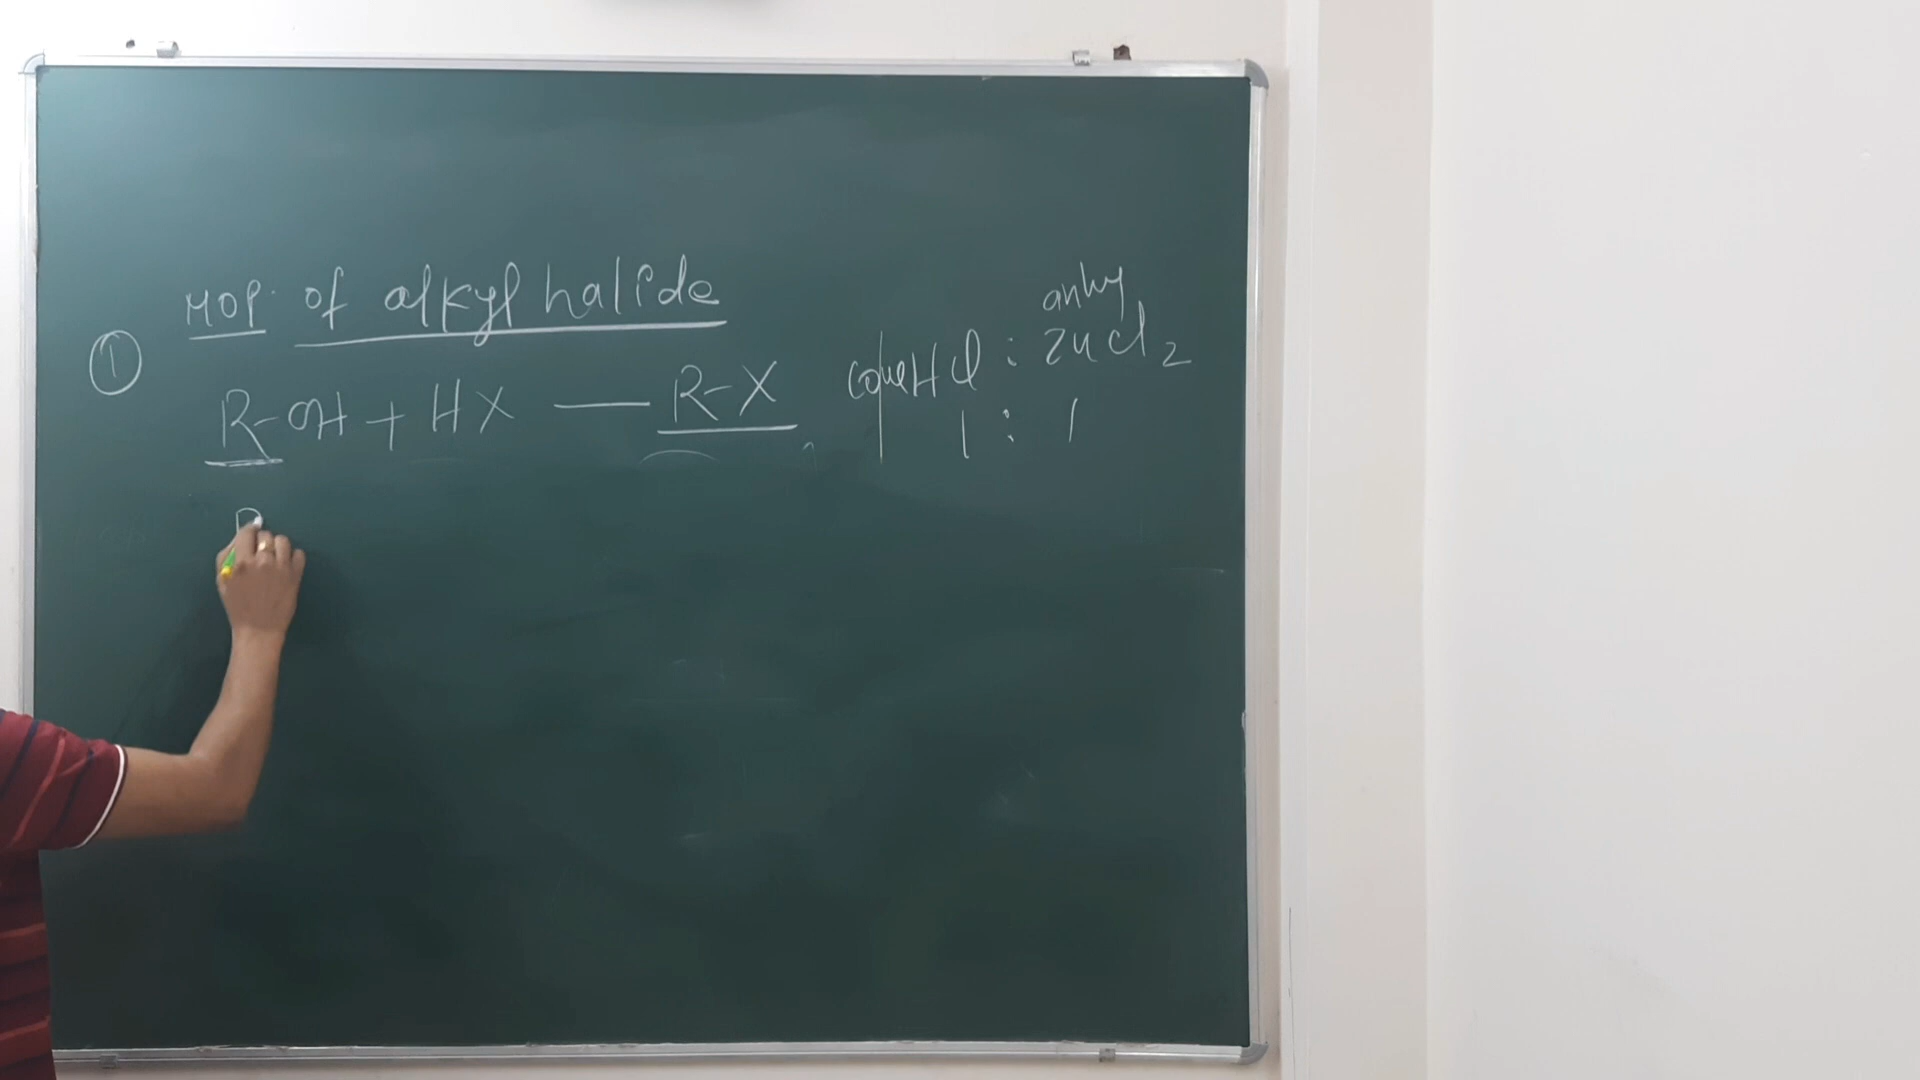 MOP. of alkyl halide
①
R-OH + HX — R-X
anhy
conc HCl : ZnCl2
1 : 1
R